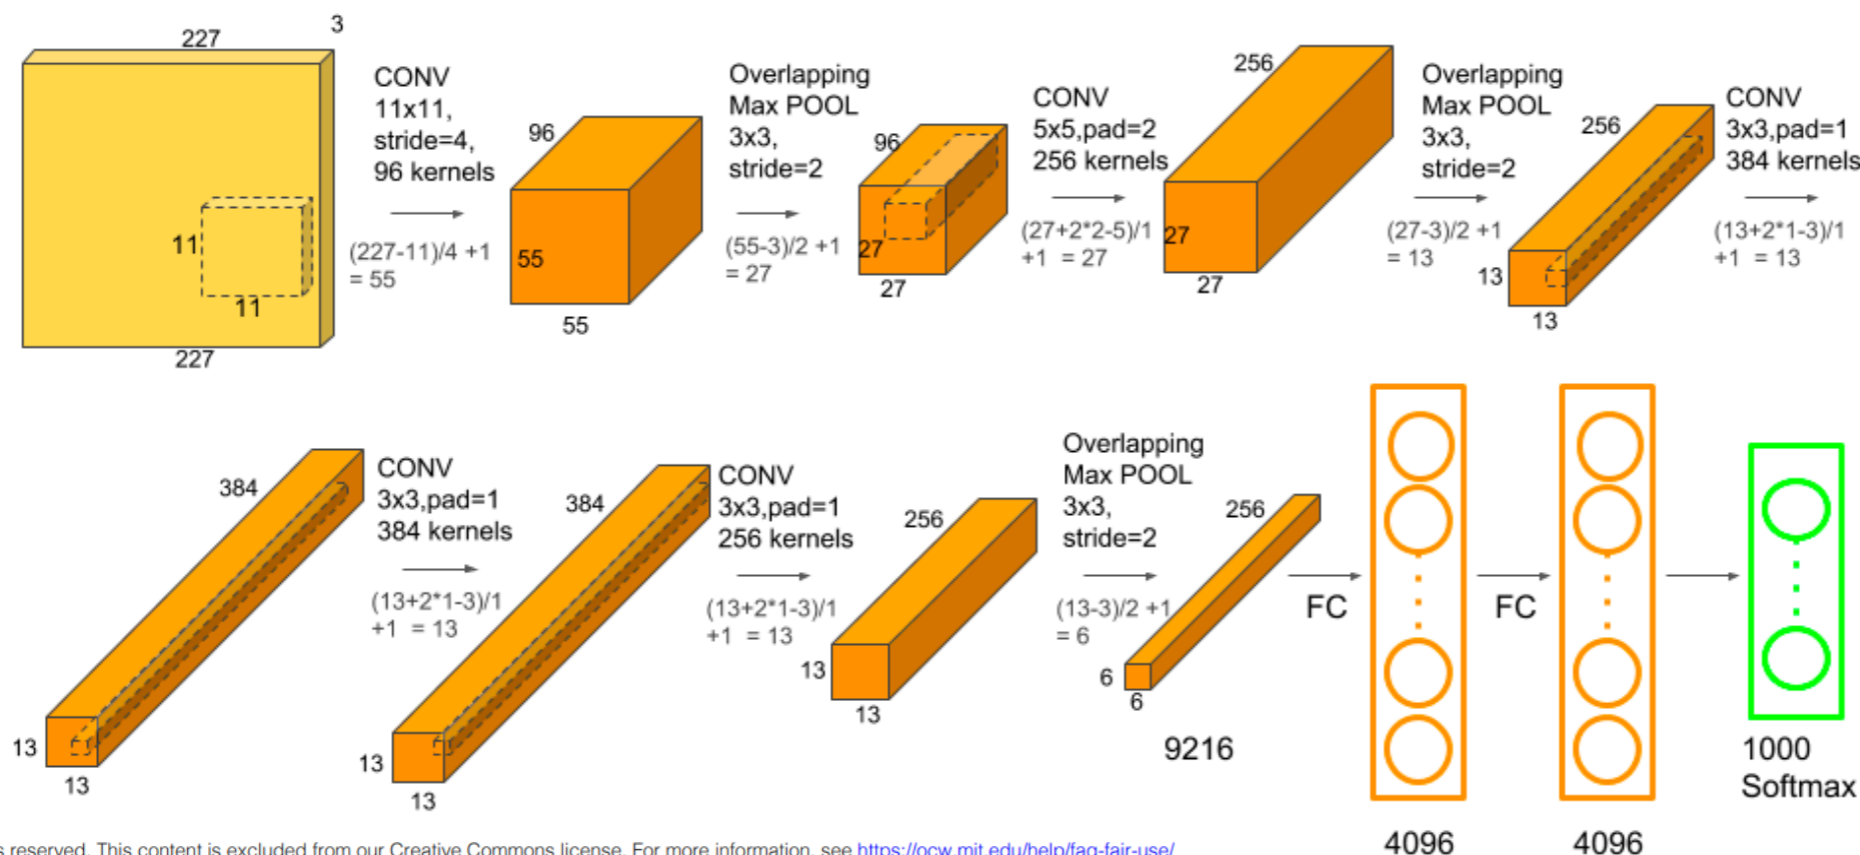 227
3
11
11
227
CONV
11x11,
stride=4,
96 kernels
(227-11)/4 +1
= 55
96
55
55
Overlapping
Max POOL
3x3,
stride=2
(55-3)/2 +1
= 27
96
27
27
CONV
5x5,pad=2
256 kernels
(27+2*2-5)/1
+1 = 27
256
27
27
Overlapping
Max POOL
3x3,
stride=2
(27-3)/2 +1
= 13
256
13
13
CONV
3x3,pad=1
384 kernels
(13+2*1-3)/1
+1 = 13
384
13
13
CONV
3x3,pad=1
384 kernels
(13+2*1-3)/1
+1 = 13
384
13
13
CONV
3x3,pad=1
256 kernels
(13+2*1-3)/1
+1 = 13
256
13
13
Overlapping
Max POOL
3x3,
stride=2
(13-3)/2 +1
= 6
256
6
6
9216
FC
4096
FC
4096
1000
Softmax
s reserved. This content is excluded from our Creative Commons license. For more information, see https://ocw.mit.edu/help/faq-fair-use/